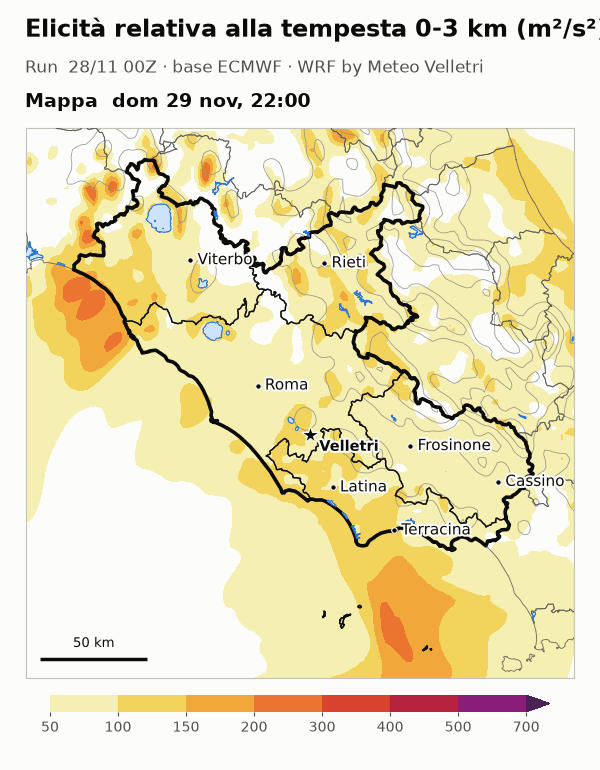 Elicità relativa alla tempesta 0-3 km (m²/s²)
Run  28/11 00Z · base ECMWF · WRF by Meteo Velletri
Mappa  dom 29 nov, 22:00
Viterbo
Rieti
Roma
Velletri
Frosinone
Latina
Cassino
Terracina
50 km
50 100 150 200 300 400 500 700